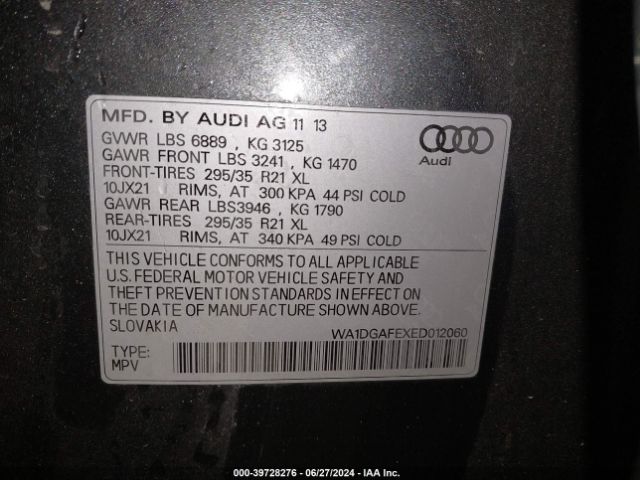 MFD. BY AUDI AG 11 13
GVWR LBS 6889 , KG 3125
GAWR FRONT LBS 3241 , KG 1470
FRONT-TIRES 295/35 R21 XL
10JX21 RIMS, AT 300 KPA 44 PSI COLD
GAWR REAR LBS3946 , KG 1790
REAR-TIRES 295/35 R21 XL
10JX21 RIMS, AT 340 KPA 49 PSI COLD
Audi
THIS VEHICLE CONFORMS TO ALL APPLICABLE
U.S. FEDERAL MOTOR VEHICLE SAFETY AND
THEFT PREVENTION STANDARDS IN EFFECT ON
THE DATE OF MANUFACTURE SHOWN ABOVE.
SLOVAKIA
WA1DGAFEXED012060
TYPE:
MPV
000-39728276 - 06/27/2024 - IAA Inc.